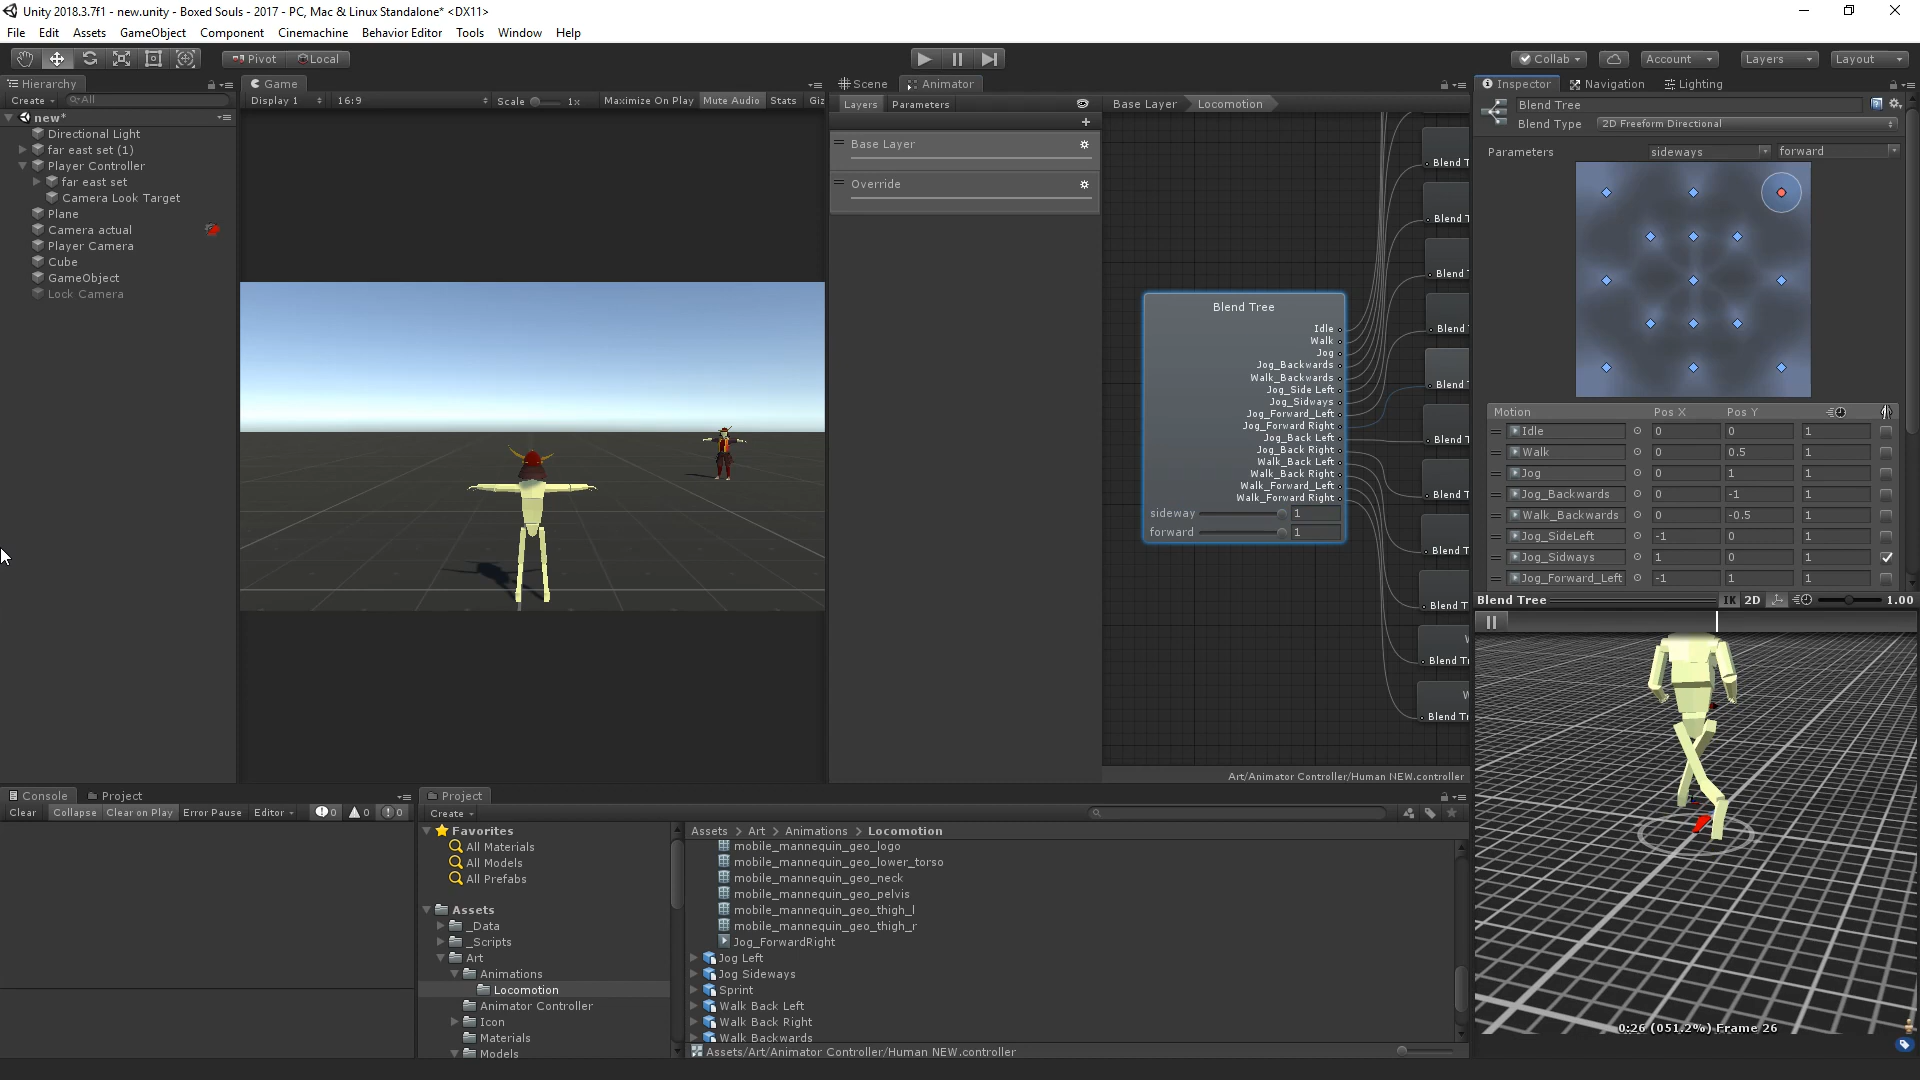 Unity 2018.3.7f1 - new.unity - Boxed Souls - 2017 - PC, Mac & Linux Standalone* <DX11>
File Edit Assets GameObject Component Cinemachine Behavior Editor Tools Window Help
Pivot Local Collab Account Layers Layout
Hierarchy
Create All
new*
Directional Light
far east set (1)
Player Controller
far east set
Camera Look Target
Plane
Camera actual
Player Camera
Cube
GameObject
Lock Camera
Game
Display 1 16:9 Scale 1x Maximize On Play Mute Audio Stats Giz
Scene Animator
Layers Parameters
Base Layer
Override
Base Layer Locomotion
Blend Tree
Idle
Walk
Jog
Jog_Backwards
Walk_Backwards
Jog_Side Left
Jog_Sidways
Jog_Forward_Left
Jog_Forward Right
Jog_Back Left
Jog_Back Right
Walk_Back Left
Walk_Back Right
Walk_Forward_Left
Walk_Forward Right
sideway 1
forward 1
Blend T
Blend T
Blend T
Blend T
Blend T
Blend T
Blend T
Blend T
Blend T
W
Blend Tr
W
Blend Tr
Art/Animator Controller/Human NEW.controller
Inspector Navigation Lighting
Blend Tree
Blend Type 2D Freeform Directional
Parameters sideways forward
Motion Pos X Pos Y
Idle 0 0 1
Walk 0 0.5 1
Jog 0 1 1
Jog_Backwards 0 -1 1
Walk_Backwards 0 -0.5 1
Jog_SideLeft -1 0 1
Jog_Sidways 1 0 1
Jog_Forward_Left -1 1 1
Blend Tree IK 2D 1.00
0:26 (051.2%) Frame 26
Console Project
Clear Collapse Clear on Play Error Pause Editor 0 0 0
Project
Create
Favorites
All Materials
All Models
All Prefabs
Assets
_Data
_Scripts
Art
Animations
Locomotion
Animator Controller
Icon
Materials
Models
Assets > Art > Animations > Locomotion
mobile_mannequin_geo_logo
mobile_mannequin_geo_lower_torso
mobile_mannequin_geo_neck
mobile_mannequin_geo_pelvis
mobile_mannequin_geo_thigh_l
mobile_mannequin_geo_thigh_r
Jog_ForwardRight
Jog Left
Jog Sideways
Sprint
Walk Back Left
Walk Back Right
Walk Backwards
Assets/Art/Animator Controller/Human NEW.controller